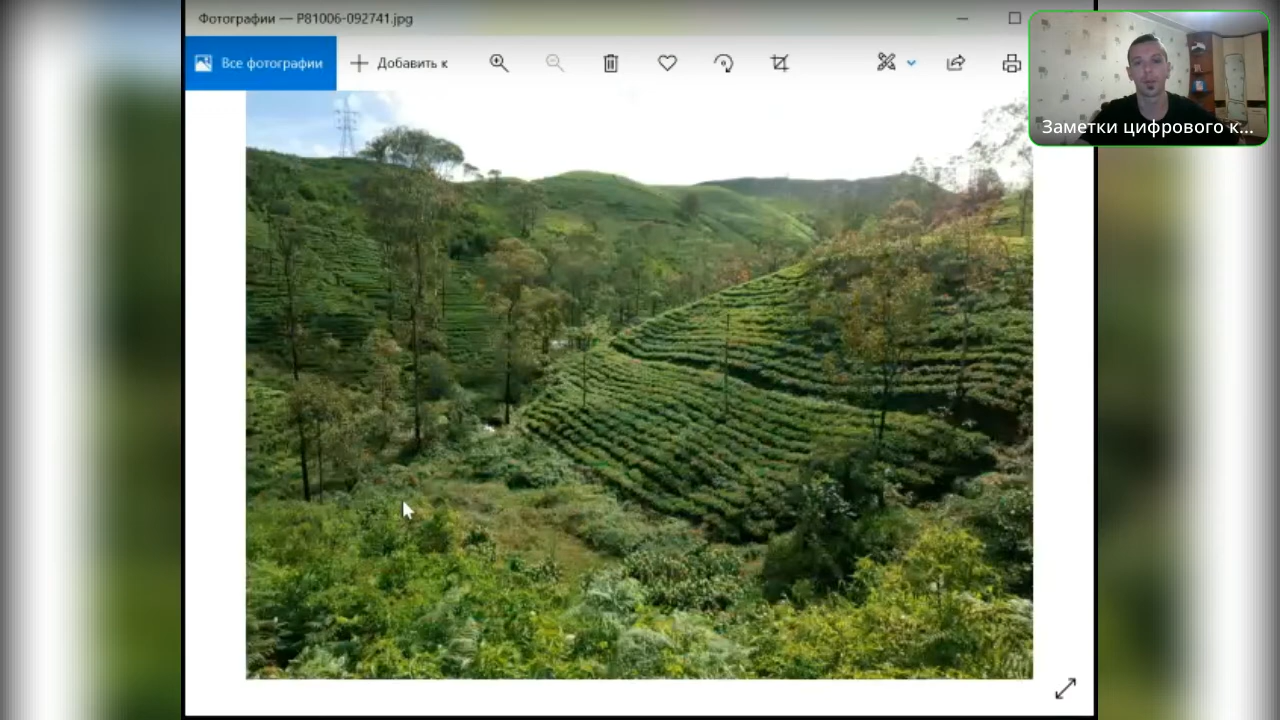 Фотографии — P81006-092741.jpg
Все фотографии
Добавить к
Заметки цифрового к...